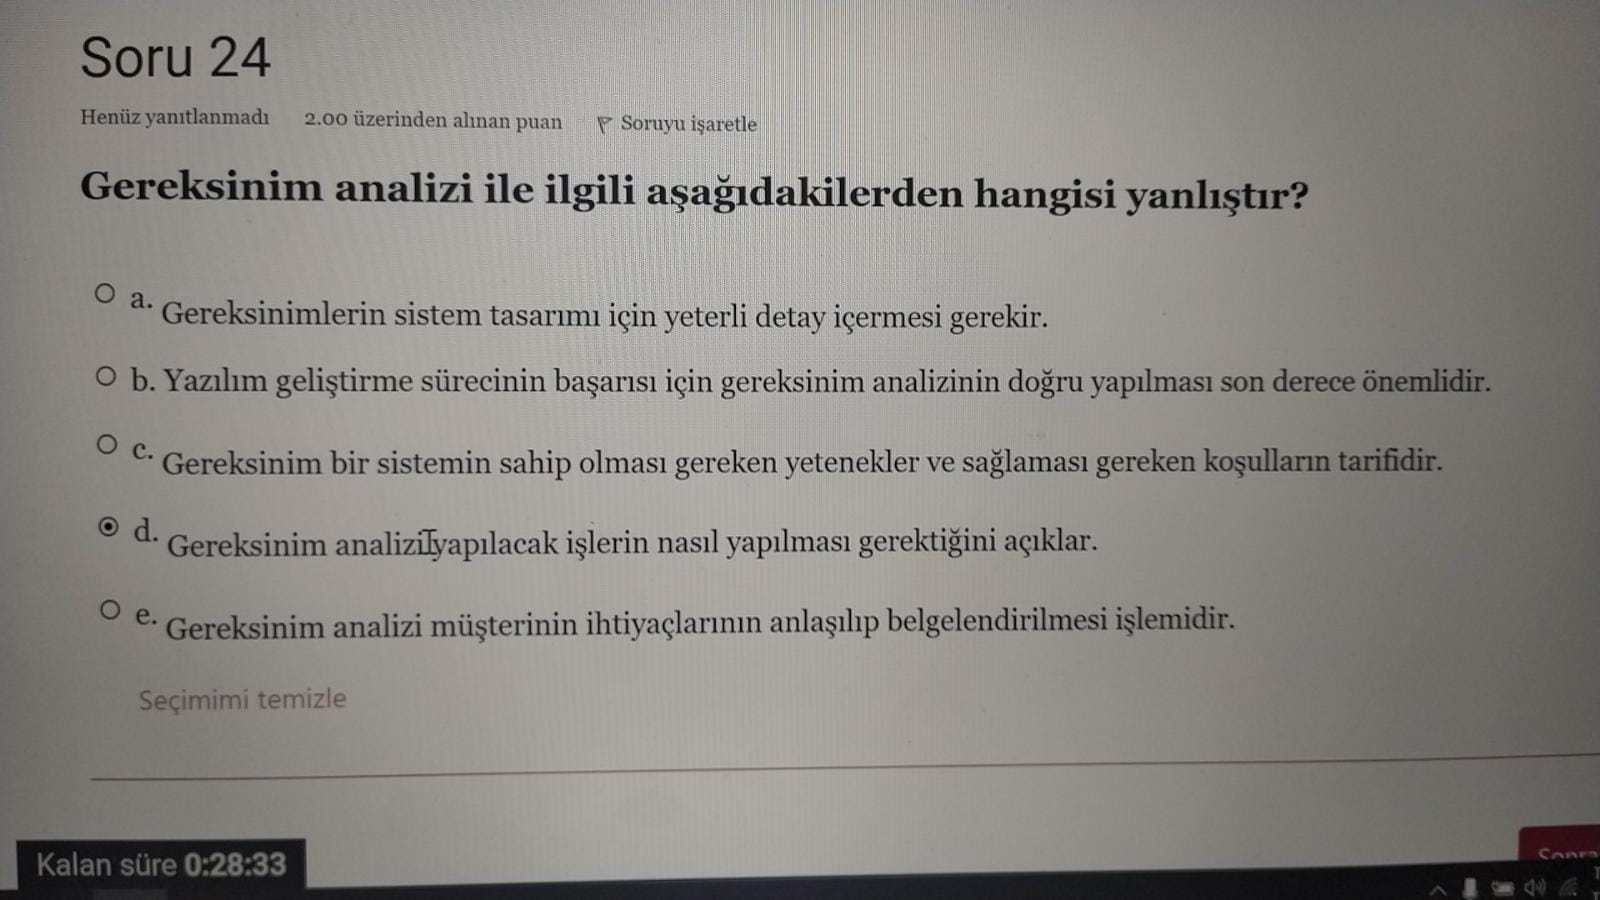 Soru 24
Henüz yanıtlanmadı 2.00 üzerinden alınan puan Soruyu işaretle
Gereksinim analizi ile ilgili aşağıdakilerden hangisi yanlıştır?
a. Gereksinimlerin sistem tasarımı için yeterli detay içermesi gerekir.
b. Yazılım geliştirme sürecinin başarısı için gereksinim analizinin doğru yapılması son derece önemlidir.
c. Gereksinim bir sistemin sahip olması gereken yetenekler ve sağlaması gereken koşulların tarifidir.
d. Gereksinim analizi yapılacak işlerin nasıl yapılması gerektiğini açıklar.
e. Gereksinim analizi müşterinin ihtiyaçlarının anlaşılıp belgelendirilmesi işlemidir.
Seçimimi temizle
Kalan süre 0:28:33